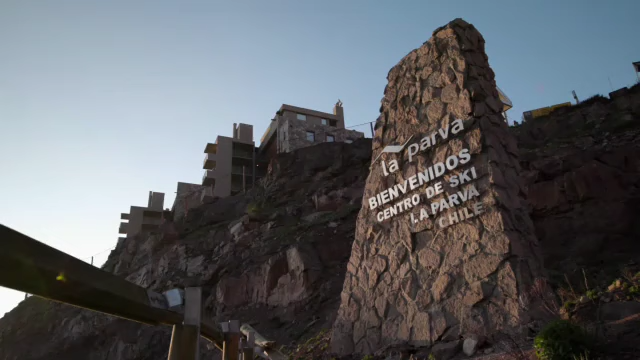 la parva
BIENVENIDOS
CENTRO DE SKI
LA PARVA
CHILE